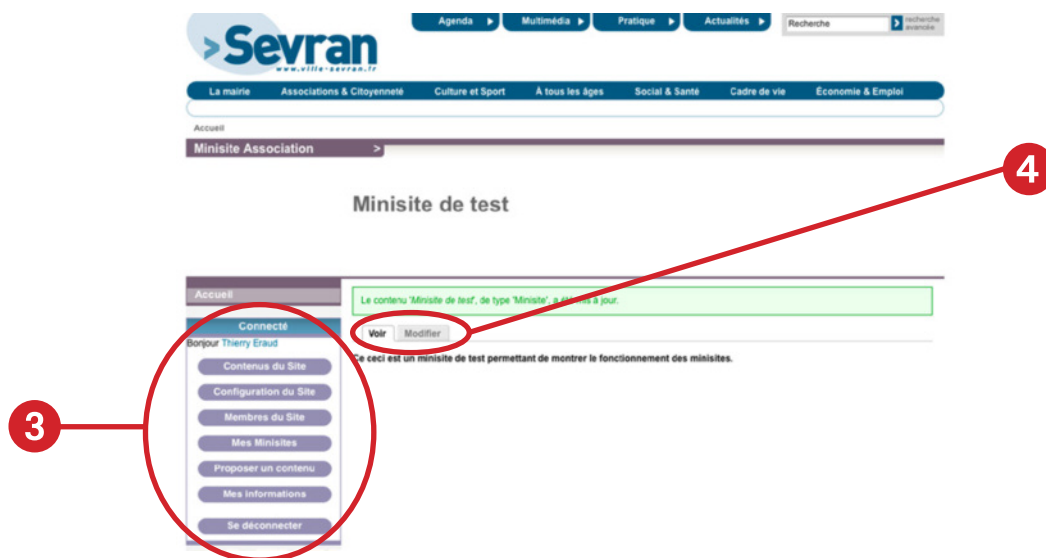 Agenda Multimédia Pratique Actualités Recherche recherche avancée
>Sevran
www.ville-sevran.fr
La mairie Associations & Citoyenneté Culture et Sport À tous les âges Social & Santé Cadre de vie Économie & Emploi
Accueil
Minisite Association >
4
Minisite de test
Accueil
Le contenu 'Minisite de test', de type 'Minisite', a été mis à jour.
Connecté
Voir Modifier
Bonjour Thierry Eraud
Ce ceci est un minisite de test permettant de montrer le fonctionnement des minisites.
Contenus du Site
Configuration du Site
Membres du Site
3
Mes Minisites
Proposer un contenu
Mes informations
Se déconnecter